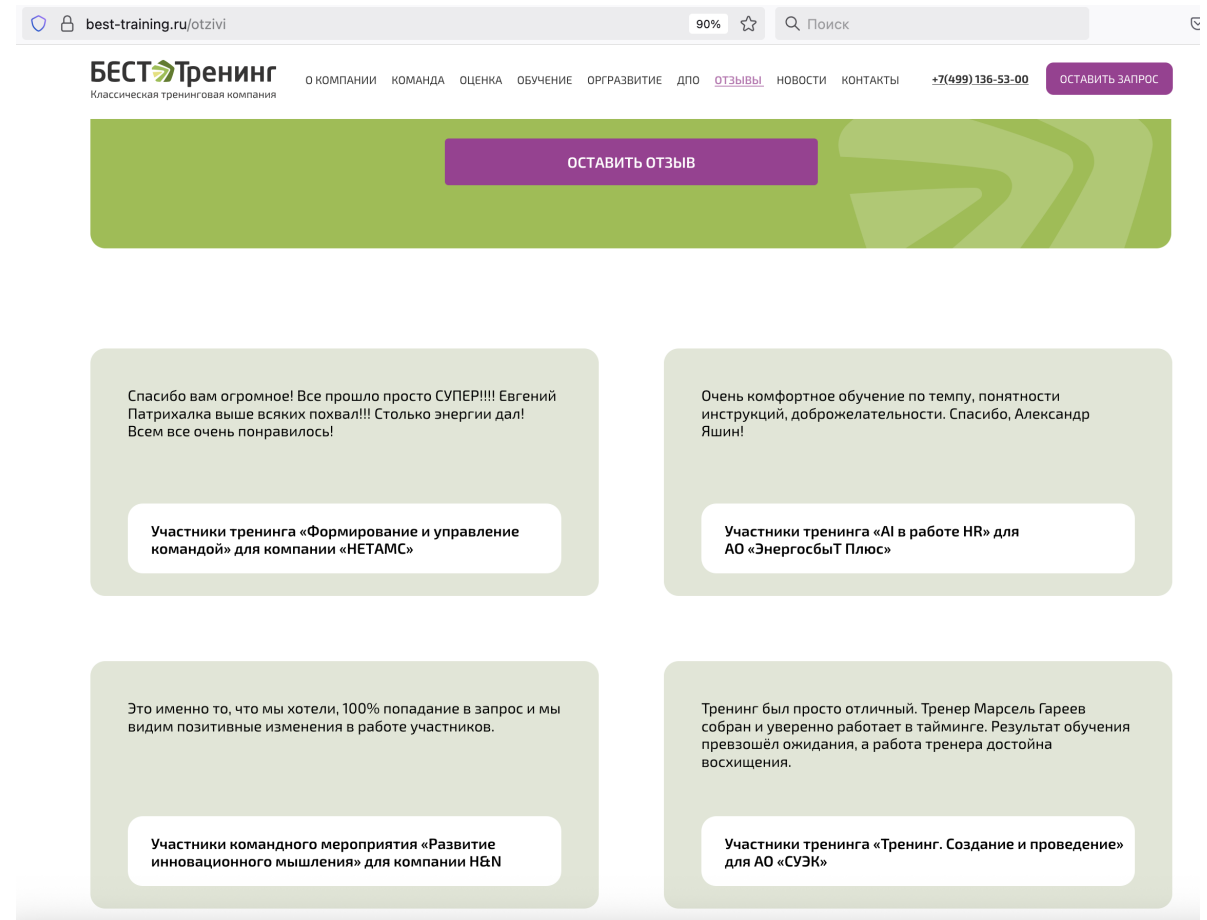 best-training.ru/otzivi
90%
Поиск
БЕСТ Тренинг
Классическая тренинговая компания
О КОМПАНИИ КОМАНДА ОЦЕНКА ОБУЧЕНИЕ ОРГРАЗВИТИЕ ДПО ОТЗЫВЫ НОВОСТИ КОНТАКТЫ
+7(499) 136-53-00
ОСТАВИТЬ ЗАПРОС
ОСТАВИТЬ ОТЗЫВ
Спасибо вам огромное! Все прошло просто СУПЕР!!!! Евгений
Патрихалка выше всяких похвал!!! Столько энергии дал!
Всем все очень понравилось!
Участники тренинга «Формирование и управление
командой» для компании «НЕТАМС»
Очень комфортное обучение по темпу, понятности
инструкций, доброжелательности. Спасибо, Александр
Яшин!
Участники тренинга «AI в работе HR» для
АО «ЭнергосбыТ Плюс»
Это именно то, что мы хотели, 100% попадание в запрос и мы
видим позитивные изменения в работе участников.
Участники командного мероприятия «Развитие
инновационного мышления» для компании H&N
Тренинг был просто отличный. Тренер Марсель Гареев
собран и уверенно работает в тайминге. Результат обучения
превзошёл ожидания, а работа тренера достойна
восхищения.
Участники тренинга «Тренинг. Создание и проведение»
для АО «СУЭК»